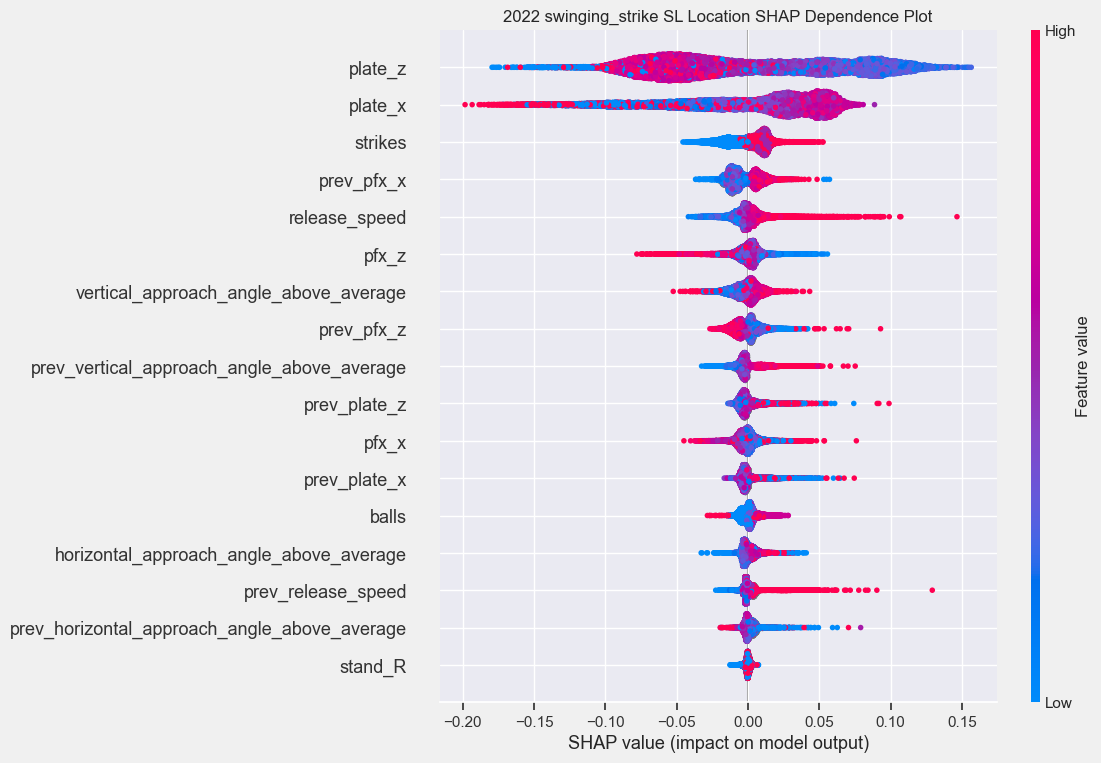 2022 swinging_strike SL Location SHAP Dependence Plot
High
plate_z
plate_x
strikes
prev_pfx_x
release_speed
pfx_z
vertical_approach_angle_above_average
prev_pfx_z
prev_vertical_approach_angle_above_average
prev_plate_z
pfx_x
prev_plate_x
balls
horizontal_approach_angle_above_average
prev_release_speed
prev_horizontal_approach_angle_above_average
stand_R
Feature value
Low
−0.20 −0.15 −0.10 −0.05 0.00 0.05 0.10 0.15
SHAP value (impact on model output)